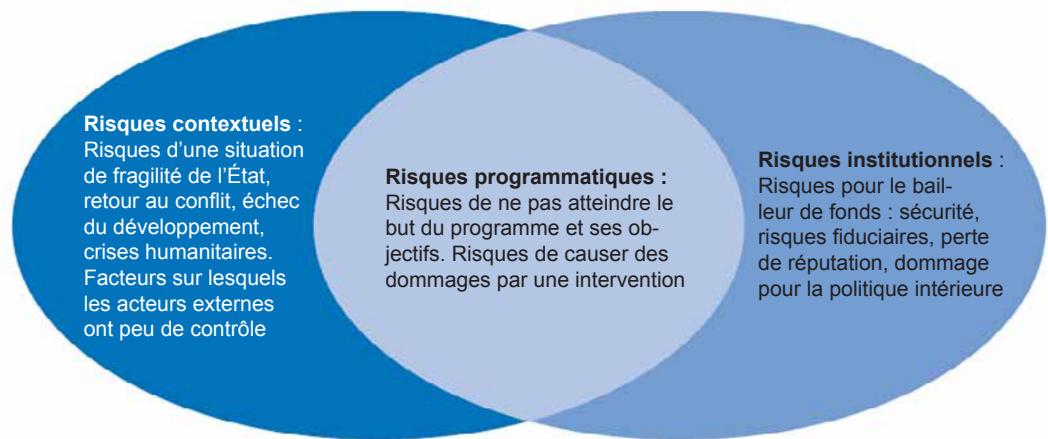 Risques contextuels :
Risques d’une situation
de fragilité de l’État,
retour au conflit, échec
du développement,
crises humanitaires.
Facteurs sur lesquels
les acteurs externes
ont peu de contrôle
Risques programmatiques :
Risques de ne pas atteindre le
but du programme et ses ob-
jectifs. Risques de causer des
dommages par une intervention
Risques institutionnels :
Risques pour le bail-
leur de fonds : sécurité,
risques fiduciaires, perte
de réputation, dommage
pour la politique intérieure